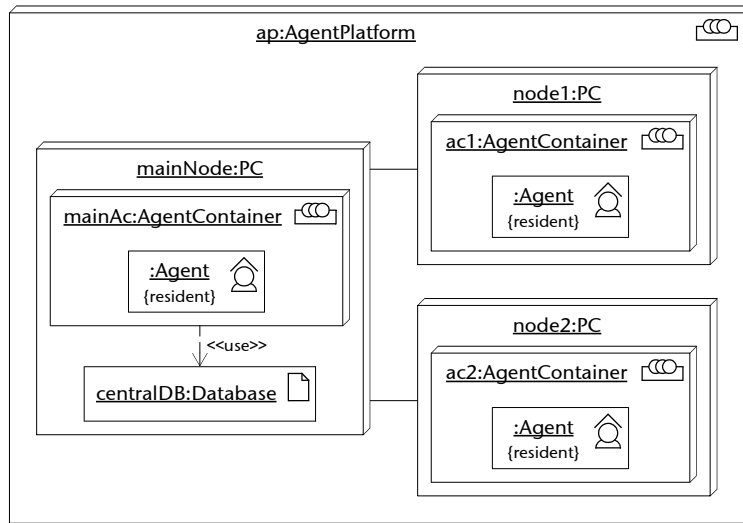 ap:AgentPlatform
mainNode:PC
mainAc:AgentContainer
:Agent
{resident}
<<use>>
centralDB:Database
node1:PC
ac1:AgentContainer
:Agent
{resident}
node2:PC
ac2:AgentContainer
:Agent
{resident}